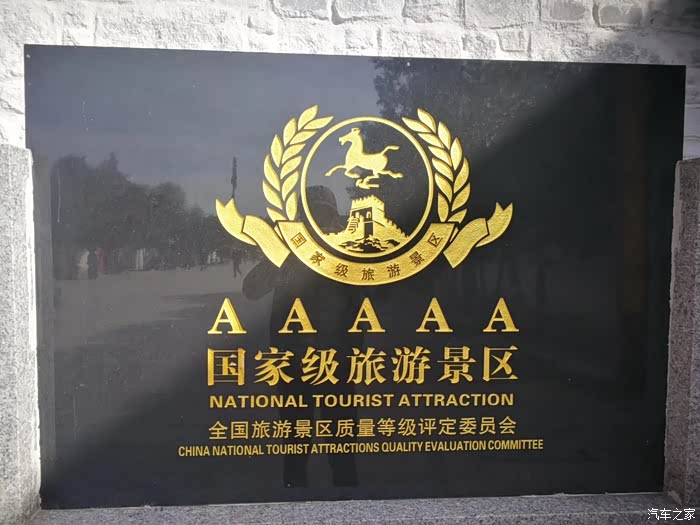 国家级旅游景区
A A A A A
国家级旅游景区
NATIONAL TOURIST ATTRACTION
全国旅游景区质量等级评定委员会
CHINA NATIONAL TOURIST ATTRACTIONS QUALITY EVALUATION COMMITTEE
汽车之家